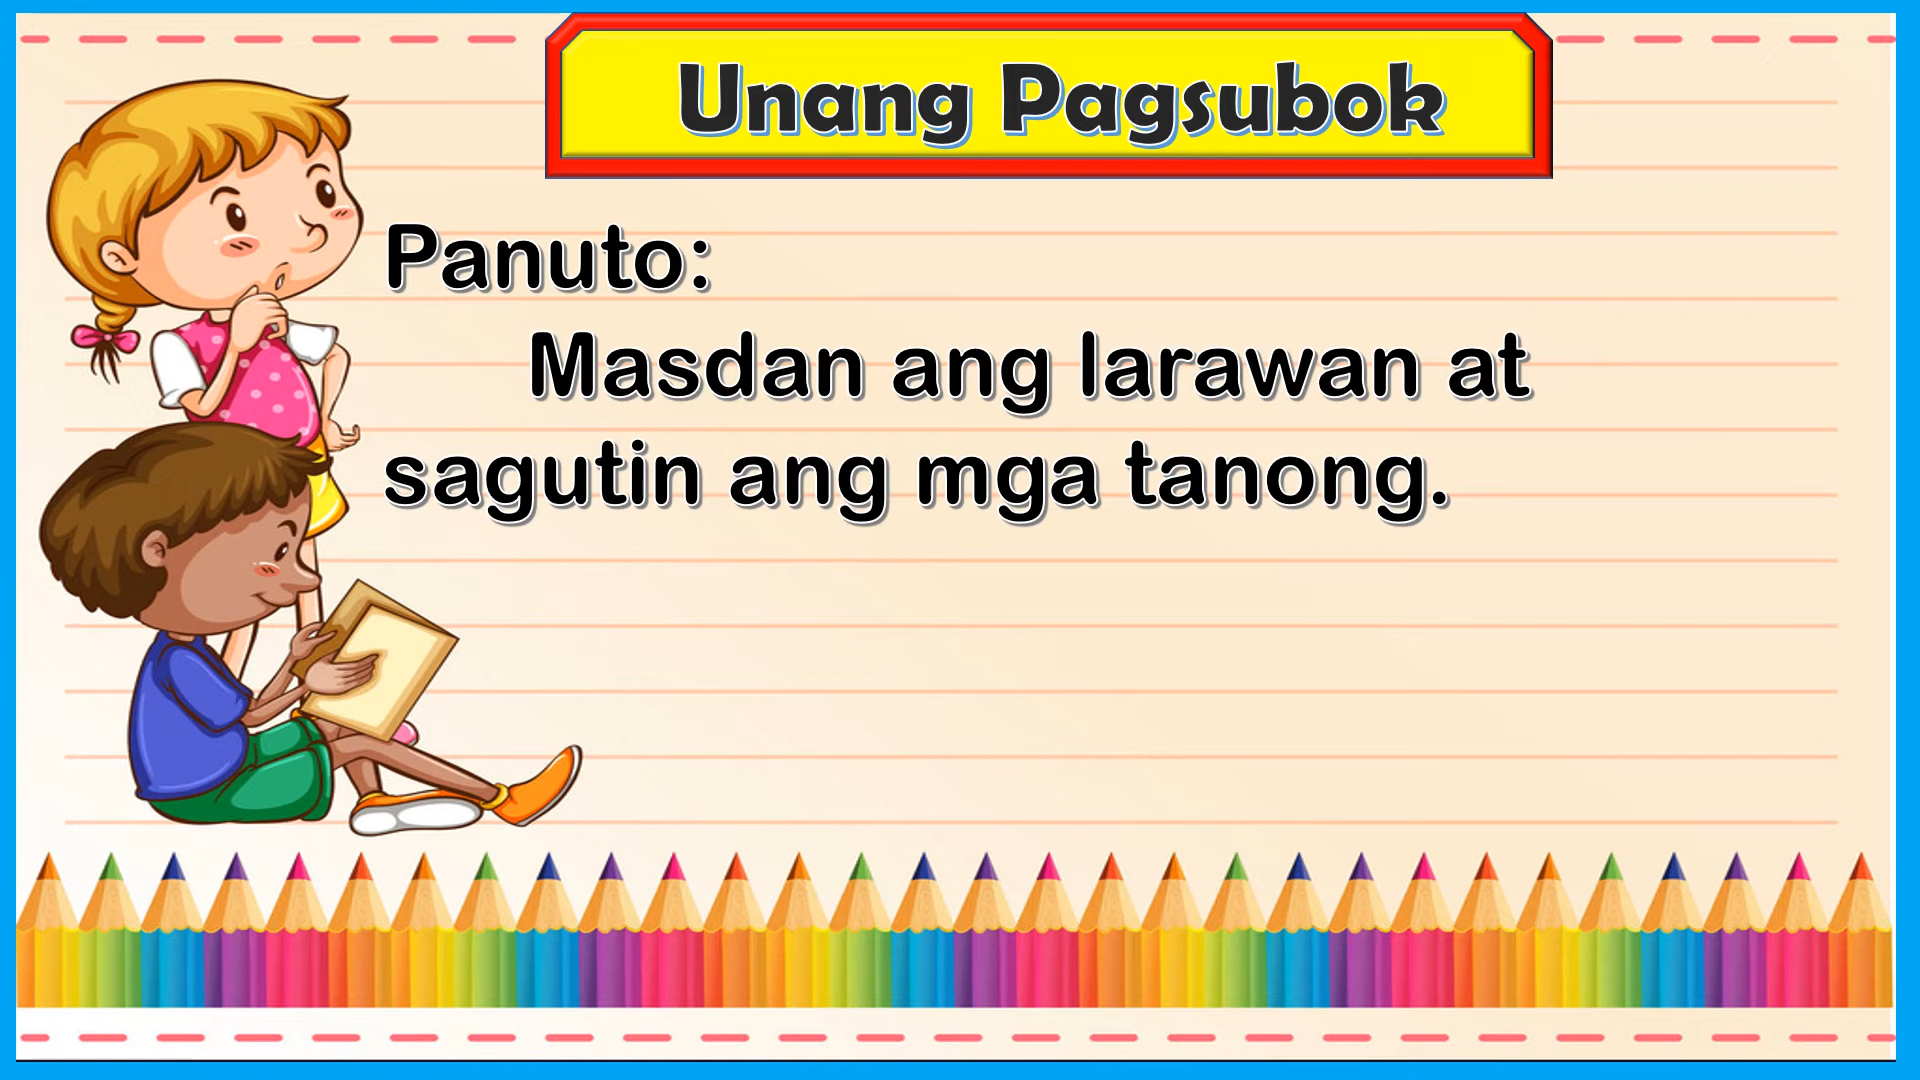 Unang Pagsubok
Panuto:
Masdan ang larawan at
sagutin ang mga tanong.